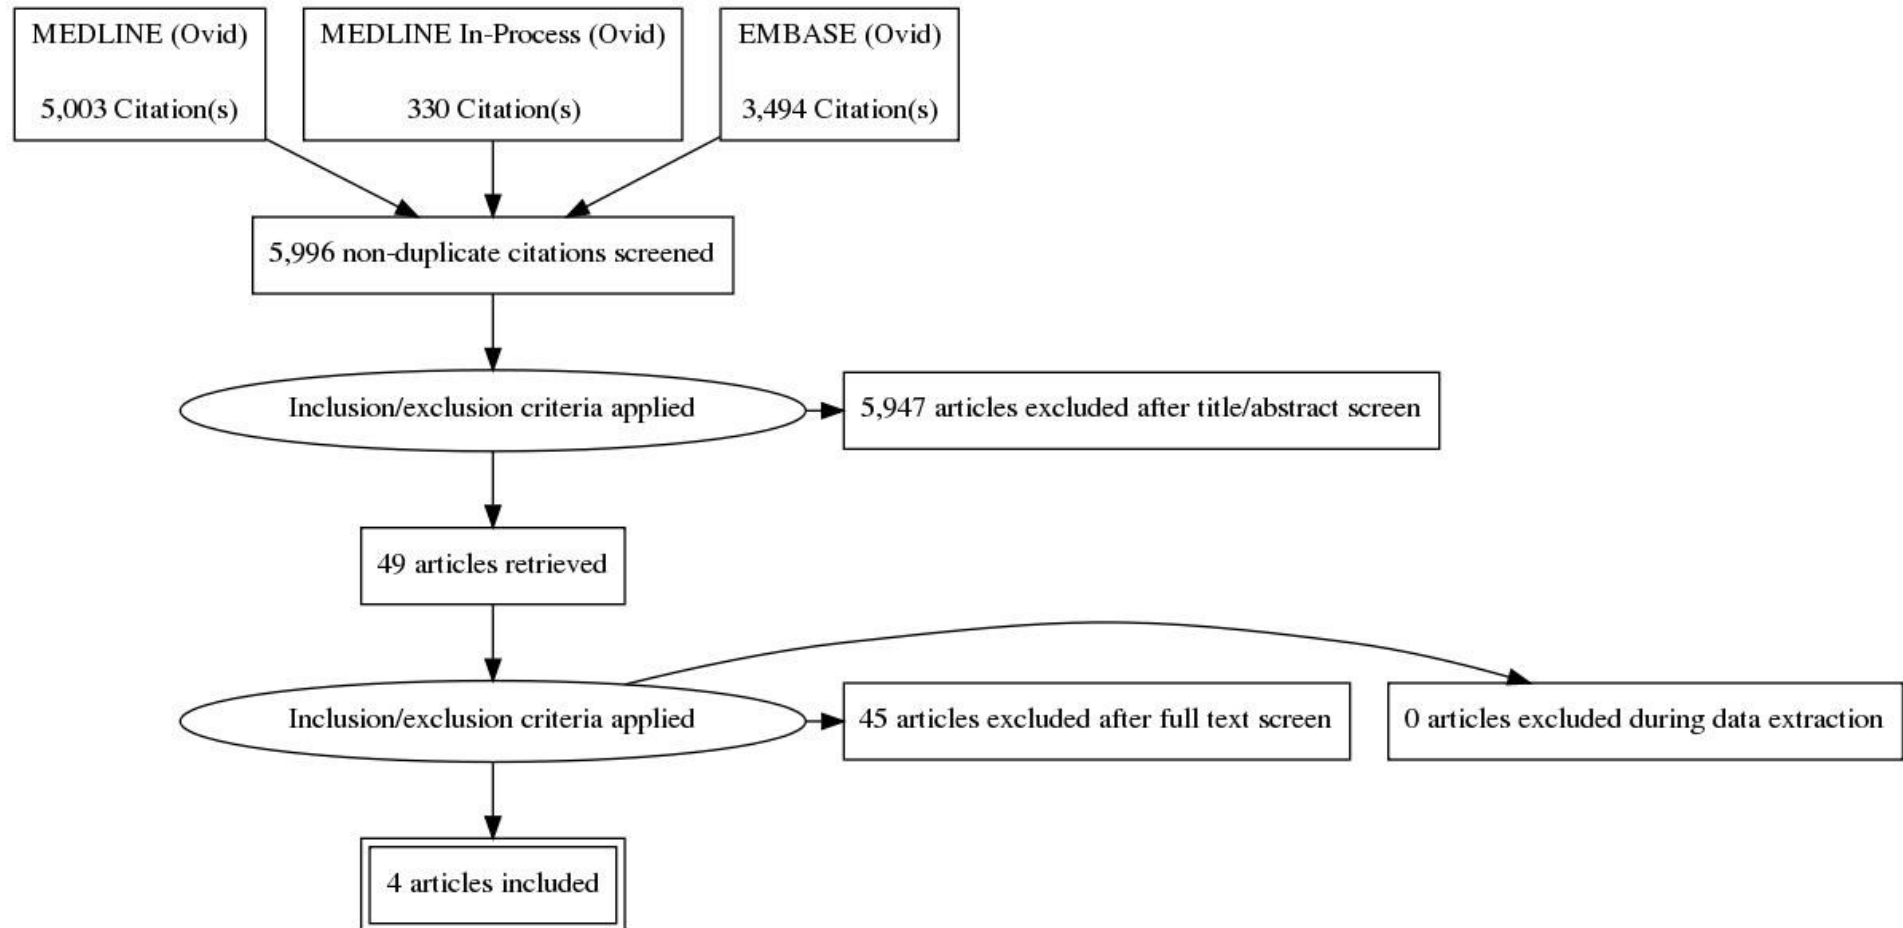 MEDLINE (Ovid)
5,003 Citation(s)
MEDLINE In-Process (Ovid)
330 Citation(s)
EMBASE (Ovid)
3,494 Citation(s)
5,996 non-duplicate citations screened
Inclusion/exclusion criteria applied
5,947 articles excluded after title/abstract screen
49 articles retrieved
Inclusion/exclusion criteria applied
45 articles excluded after full text screen
0 articles excluded during data extraction
4 articles included